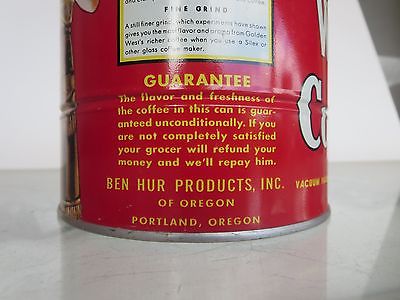 FINE GRIND
A still finer grind, which experiments have shown
gives you the most flavor and aroma from Golden
West's richer coffee when you use a Silex or
other glass coffee maker.
GUARANTEE
The flavor and freshness of
the coffee in this can is guar-
anteed unconditionally. If you
are not completely satisfied
your grocer will refund your
money and we'll repay him.
BEN HUR PRODUCTS, INC.
OF OREGON
PORTLAND, OREGON
VACUUM